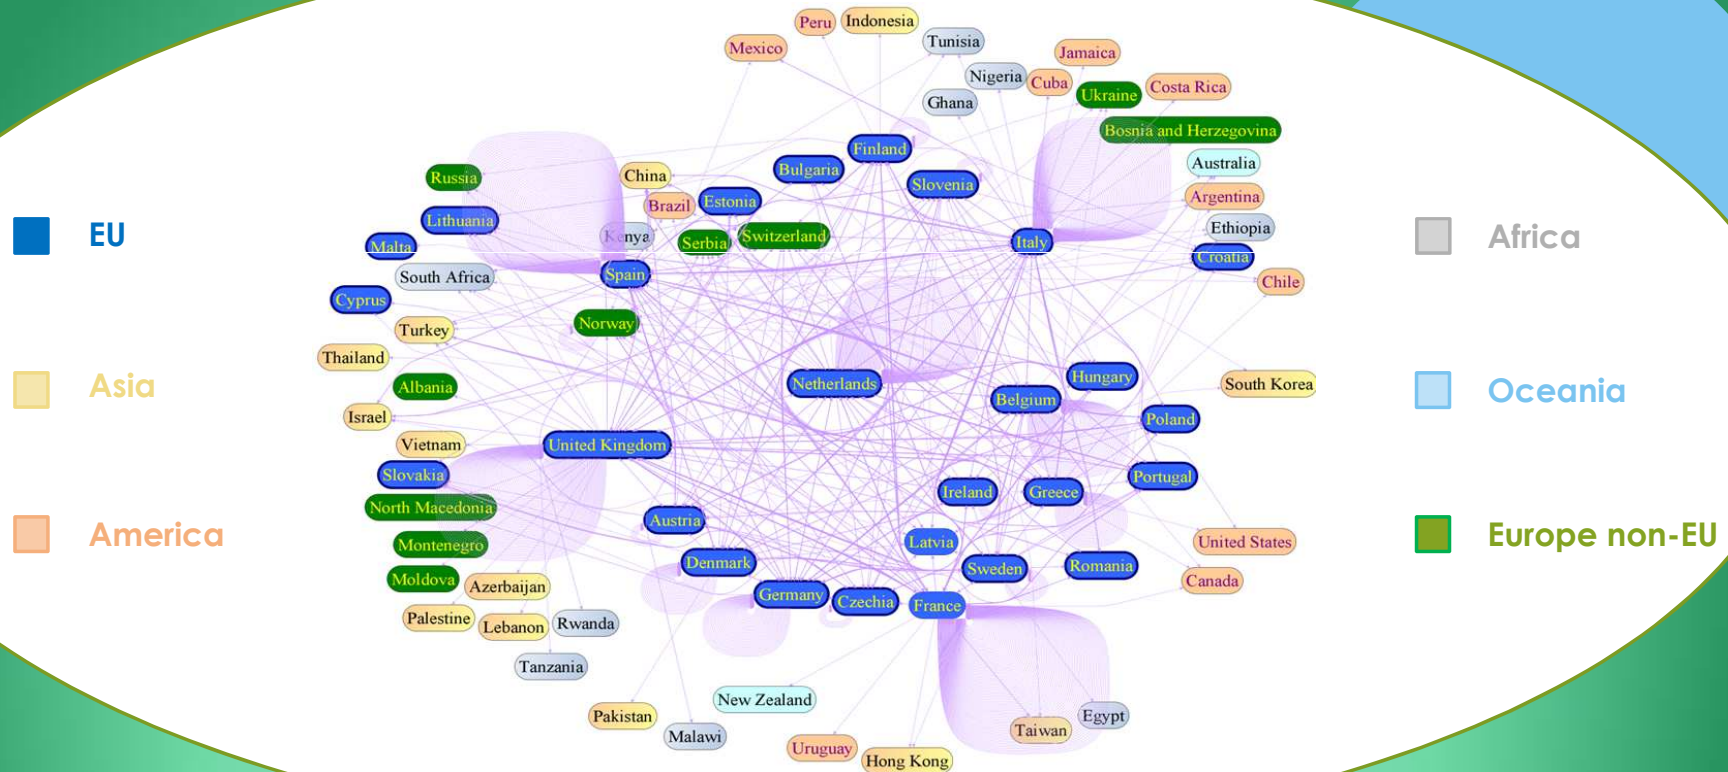 Peru
Indonesia
Mexico
Tunisia
Jamaica
Nigeria
Cuba
Ukraine
Costa Rica
Ghana
Bosnia and Herzegovina
Finland
Australia
Bulgaria
Slovenia
Russia
China
Argentina
Brazil
Estonia
Lithuania
Ethiopia
Kenya
Serbia
Switzerland
Italy
Malta
Croatia
South Africa
Spain
Chile
Cyprus
Turkey
Norway
Thailand
Albania
Netherlands
Hungary
South Korea
Israel
Belgium
Poland
Vietnam
United Kingdom
Slovakia
Portugal
Ireland
Greece
North Macedonia
Austria
Montenegro
Latvia
United States
Denmark
Sweden
Romania
Moldova
Azerbaijan
Germany
Czechia
France
Canada
Palestine
Lebanon
Rwanda
Tanzania
New Zealand
Pakistan
Malawi
Taiwan
Egypt
Uruguay
Hong Kong
EU
Asia
America
Africa
Oceania
Europe non-EU